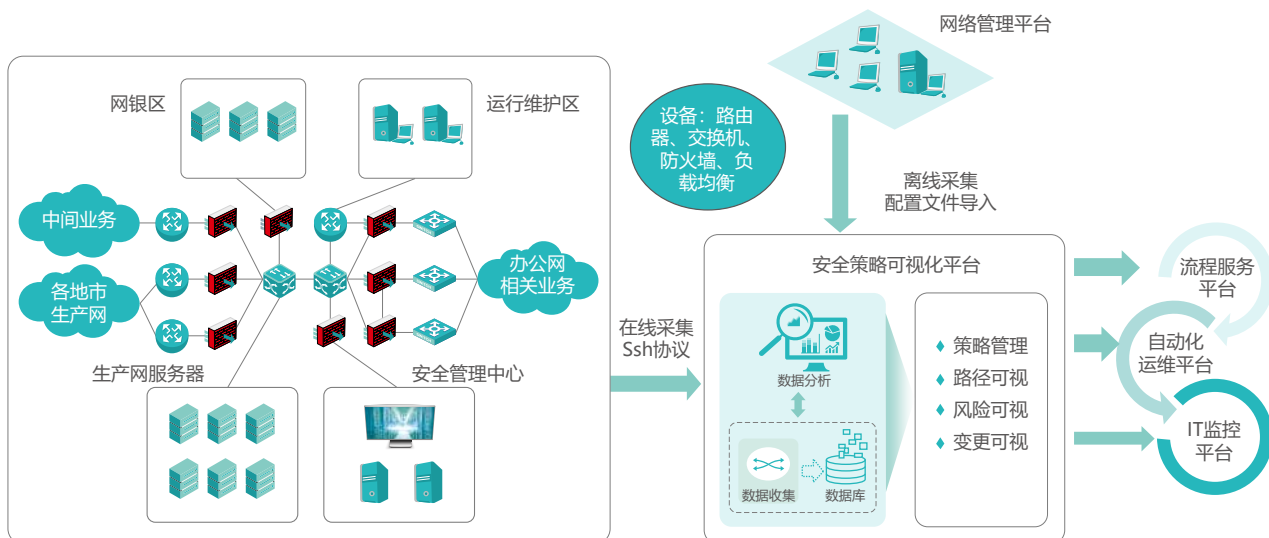 网络管理平台
网银区
运行维护区
设备：路由
器、交换机、
防火墙、负
载均衡
离线采集
配置文件导入
中间业务
各地市
生产网
办公网
相关业务
生产网服务器
安全管理中心
在线采集
Ssh协议
安全策略可视化平台
数据分析
数据收集
数据库
策略管理
路径可视
风险可视
变更可视
流程服务
平台
自动化
运维平台
IT监控
平台